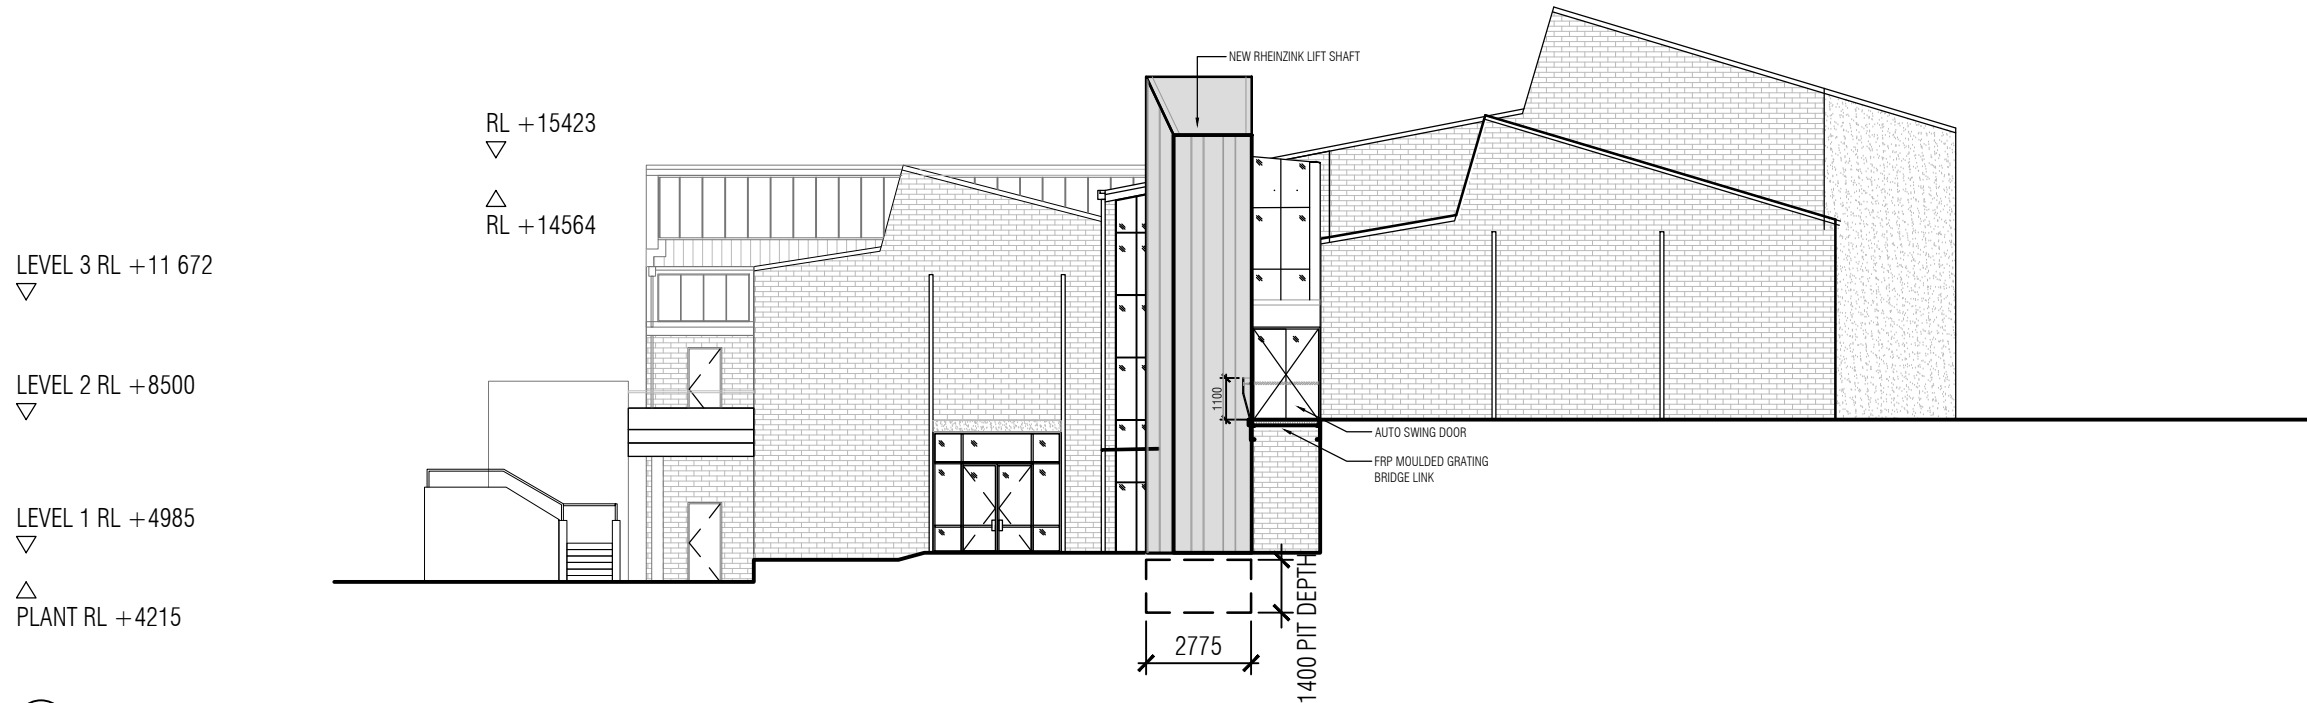 NEW RHEINZINK LIFT SHAFT
RL +15423
RL +14564
LEVEL 3 RL +11 672
LEVEL 2 RL +8500
1100
AUTO SWING DOOR
FRP MOULDED GRATING
BRIDGE LINK
LEVEL 1 RL +4985
PLANT RL +4215
2775
1400 PIT DEPTH